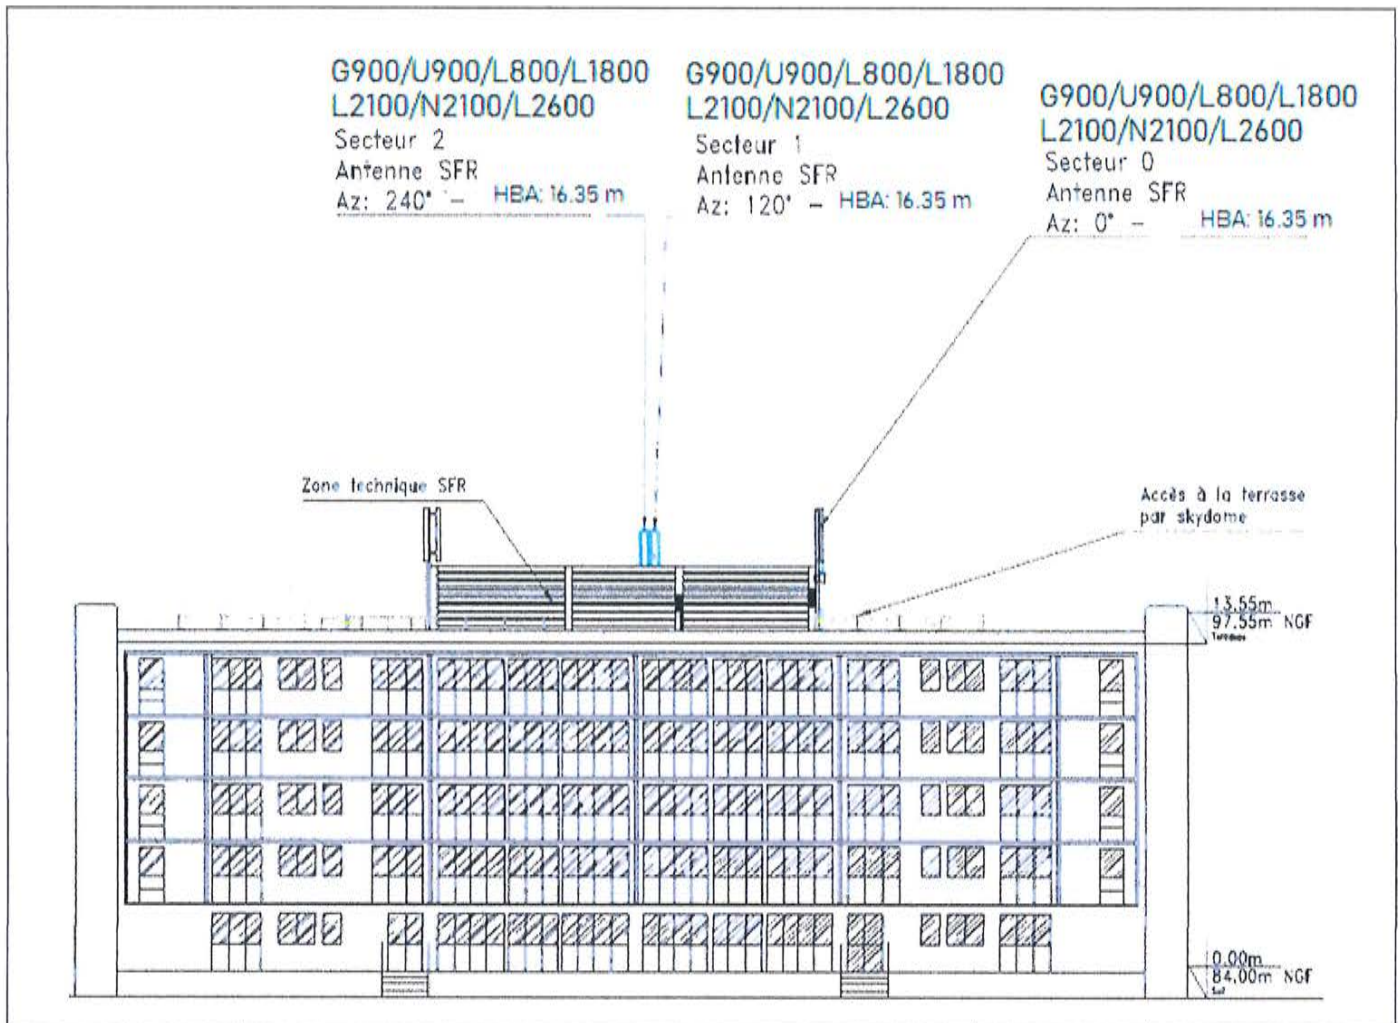 G900/U900/L800/L1800
L2100/N2100/L2600
Secteur 2
Antenne SFR
Az: 240° - HBA: 16.35 m
G900/U900/L800/L1800
L2100/N2100/L2600
Secteur 1
Antenne SFR
Az: 120° - HBA: 16.35 m
G900/U900/L800/L1800
L2100/N2100/L2600
Secteur 0
Antenne SFR
Az: 0° - HBA: 16.35 m
Zone technique SFR
Accès à la terrasse
par skydome
13.55m
97.55m NGF
Terrasse
0.00m
84.00m NGF
Sol